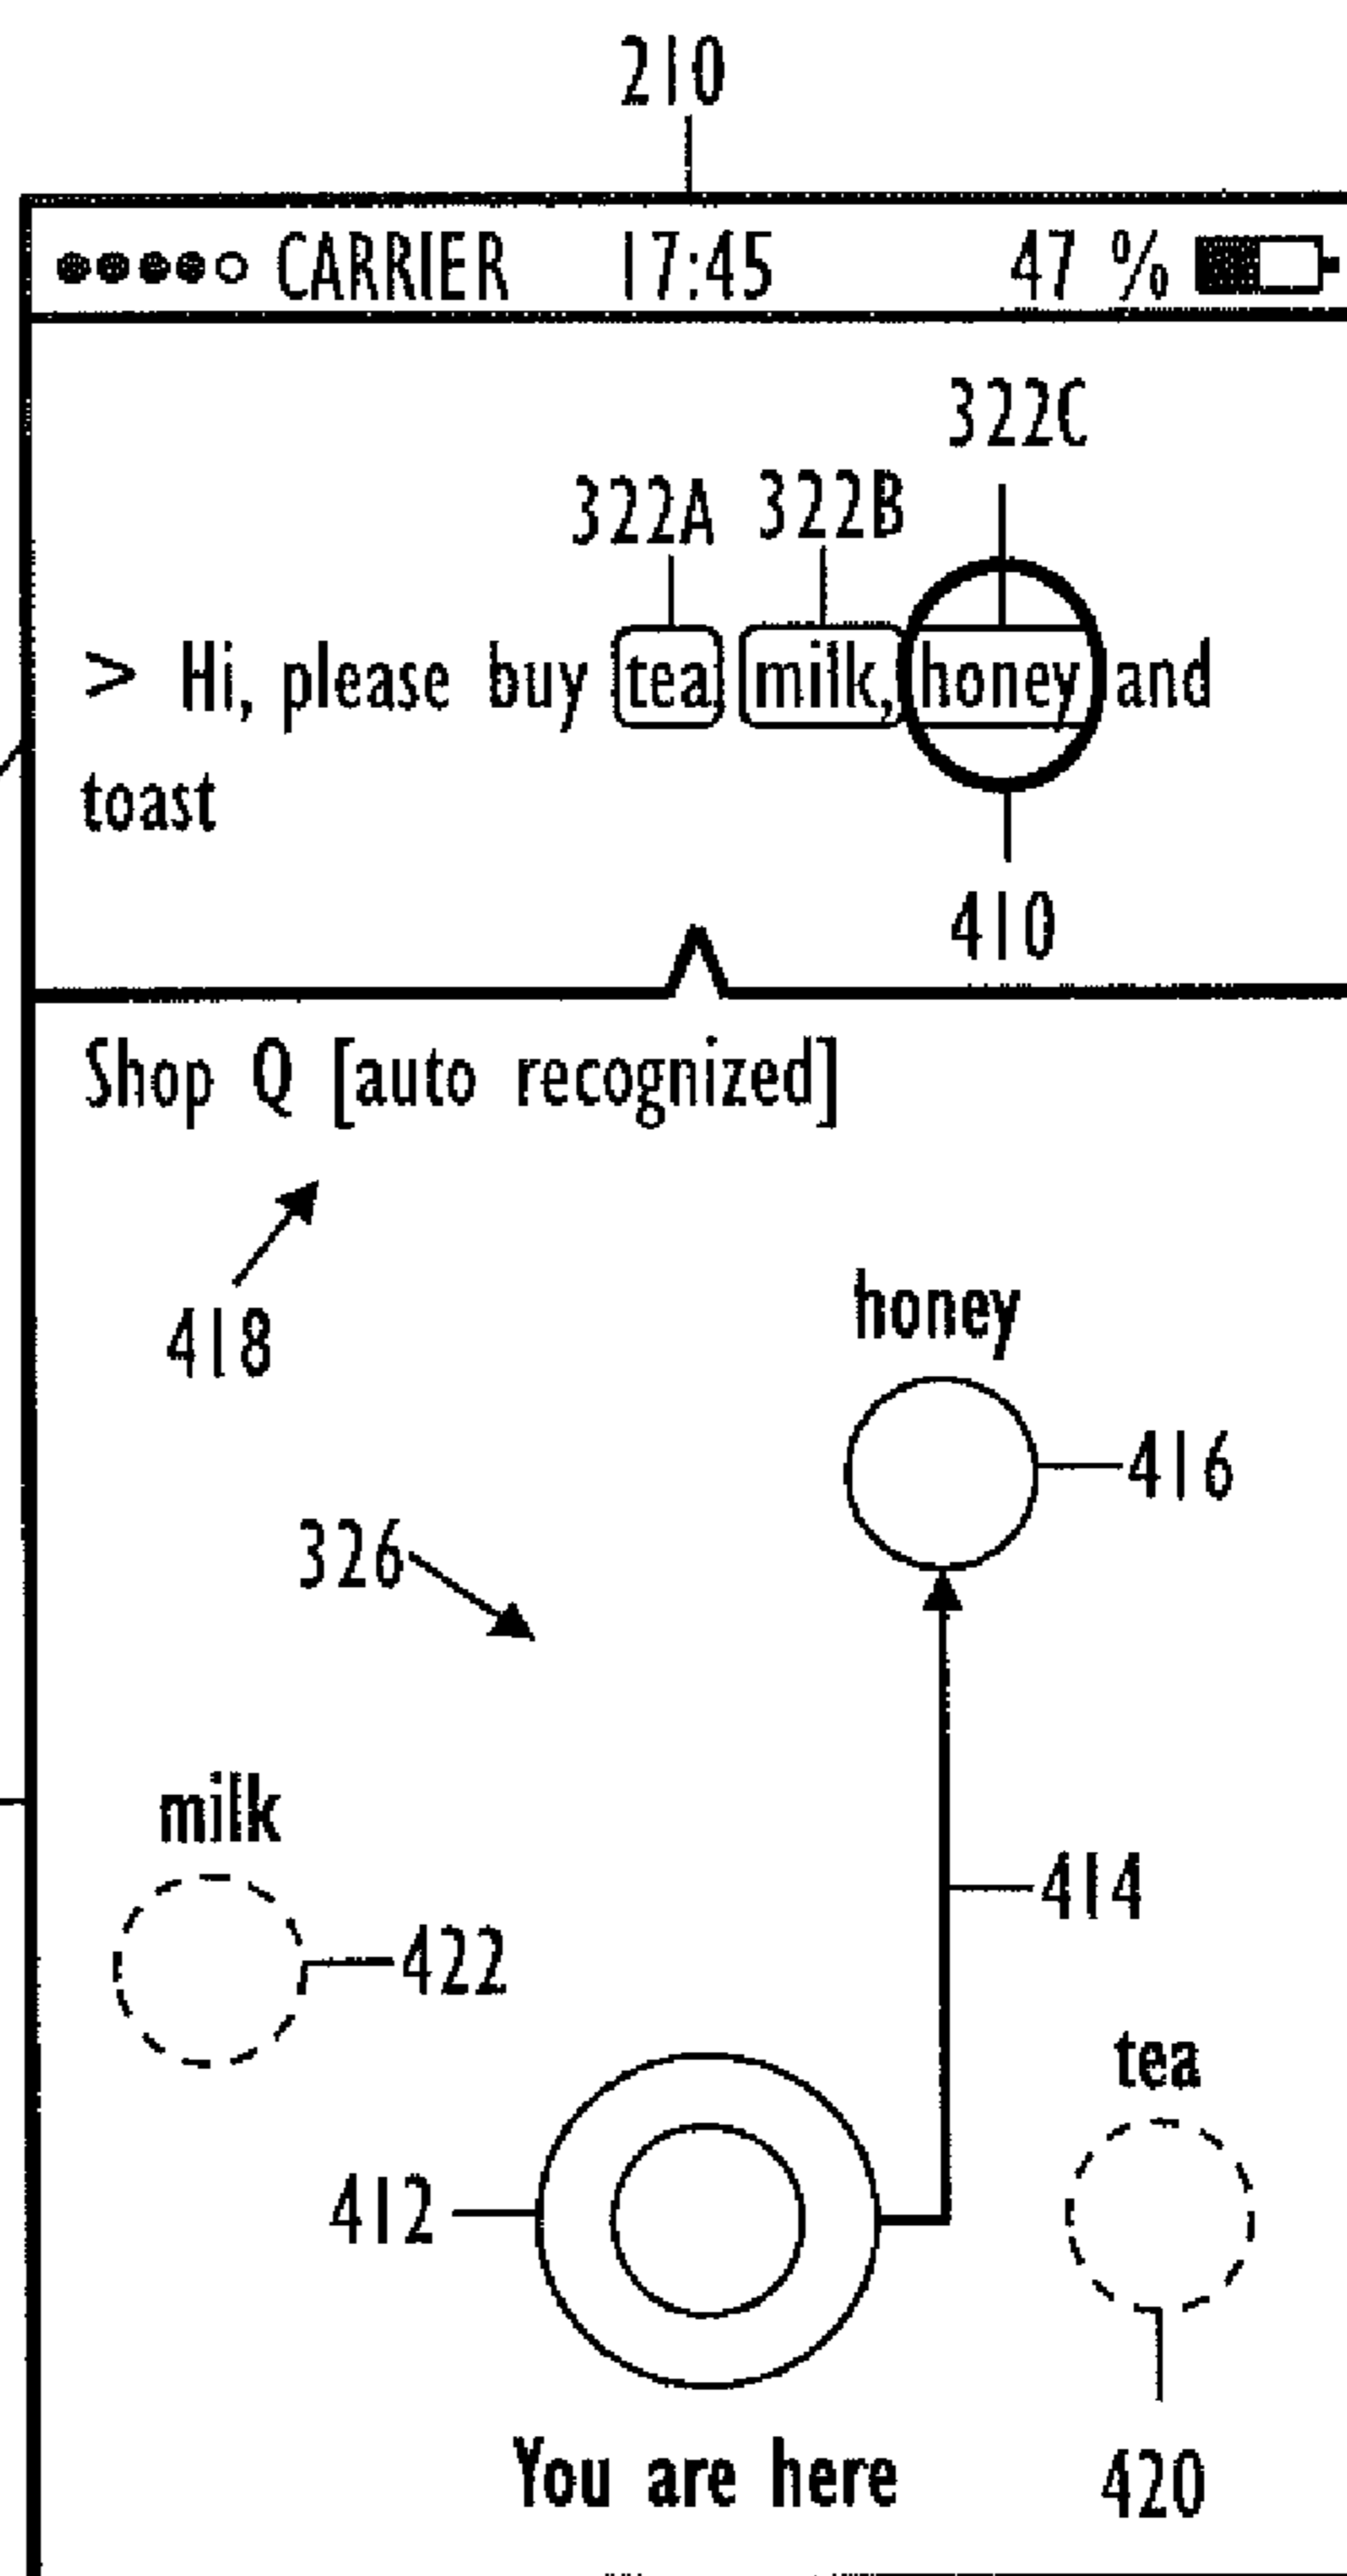 210
CARRIER 17:45 47 %
322C
322A 322B
> Hi, please buy tea, milk, honey and
toast
410
Shop Q [auto recognized]
418
honey
416
326
milk
414
422
tea
412
You are here
420